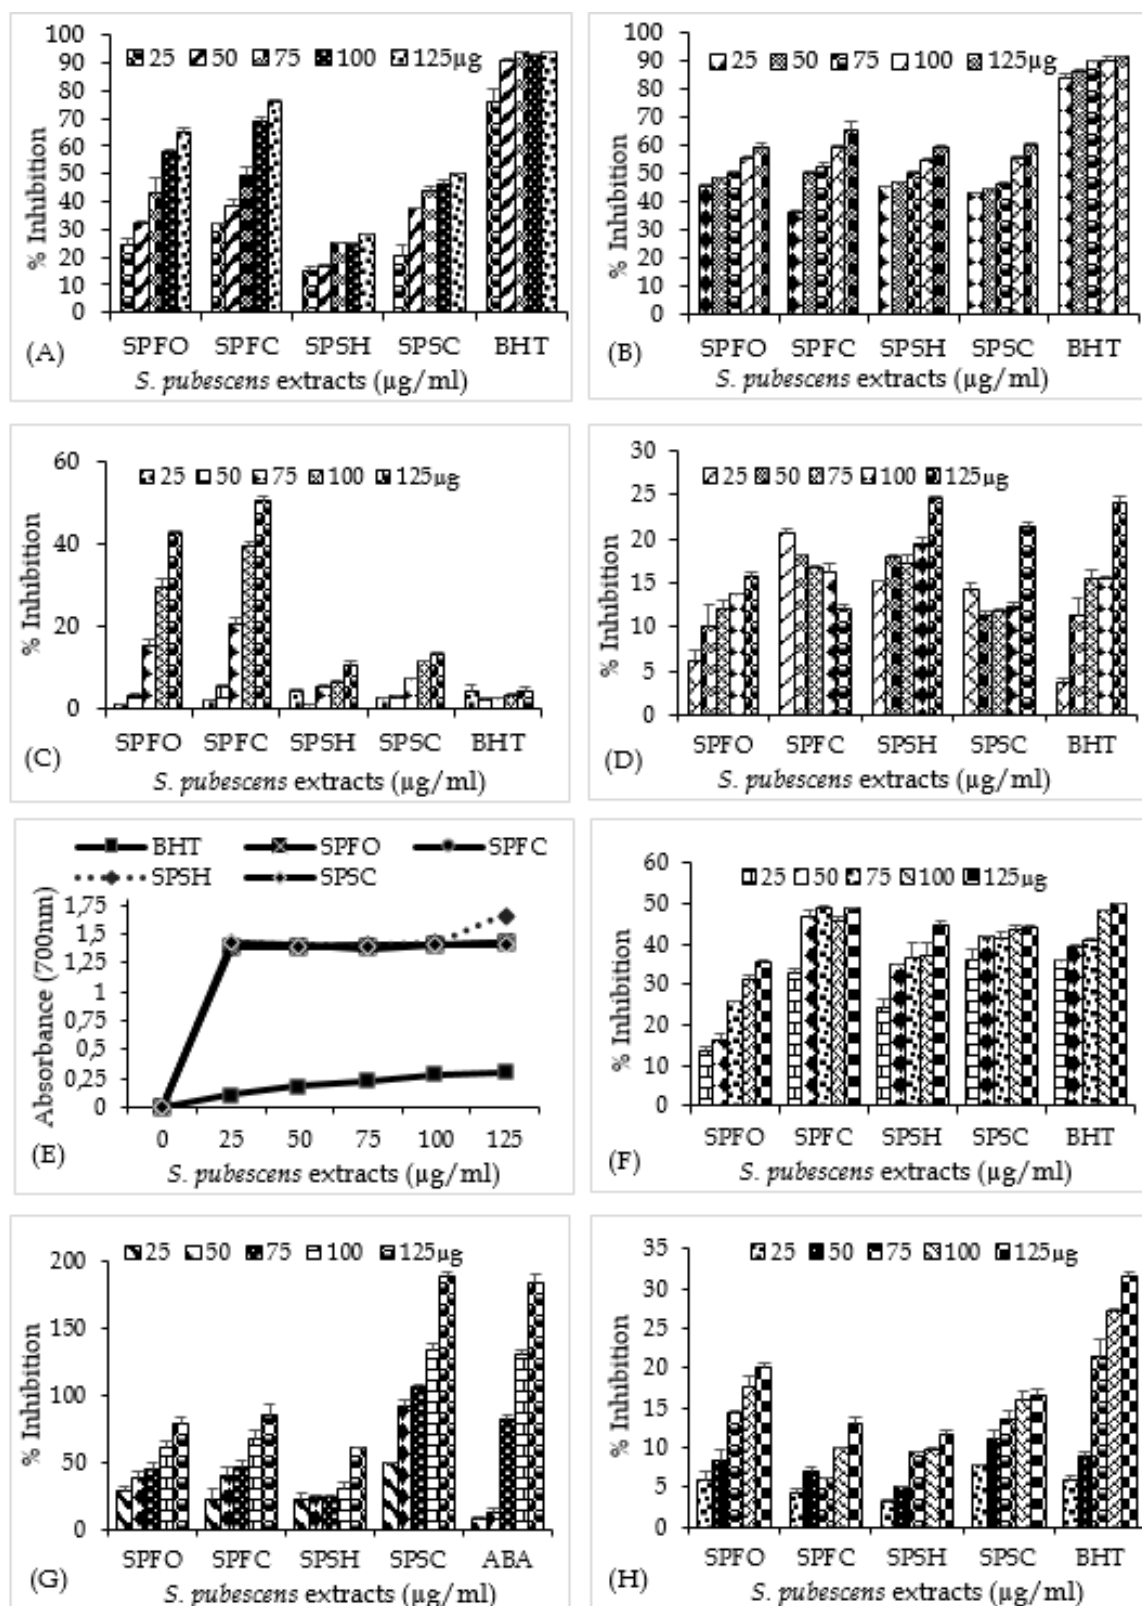 25 50 75 100 125µg
100
90
80
70
60
50
40
30
20
10
0
% Inhibition
SPFO SPFC SPSH SPSC BHT
(A)
S. pubescens extracts (µg/ml)
25 50 75 100 125µg
100
90
80
70
60
50
40
30
20
10
0
% Inhibition
SPFO SPFC SPSH SPSC BHT
(B)
S. pubescens extracts (µg/ml)
25 50 75 100 125µg
60
40
20
0
% Inhibition
SPFO SPFC SPSH SPSC BHT
(C)
S. pubescens extracts (µg/ml)
25 50 75 100 125µg
30
25
20
15
10
5
0
% Inhibition
SPFO SPFC SPSH SPSC BHT
(D)
S. pubescens extracts (µg/ml)
BHT SPFO SPFC
SPSH SPSC
1,75
1,5
1,25
1
0,75
0,5
0,25
0
Absorbance (700nm)
0 25 50 75 100 125
(E)
S. pubescens extracts (µg/ml)
25 50 75 100 125µg
60
50
40
30
20
10
0
% Inhibition
SPFO SPFC SPSH SPSC BHT
(F)
S. pubescens extracts (µg/ml)
25 50 75 100 125µg
200
150
100
50
0
% Inhibition
SPFO SPFC SPSH SPSC ABA
(G)
S. pubescens extracts (µg/ml)
25 50 75 100 125µg
35
30
25
20
15
10
5
0
% Inhibition
SPFO SPFC SPSH SPSC BHT
(H)
S. pubescens extracts (µg/ml)